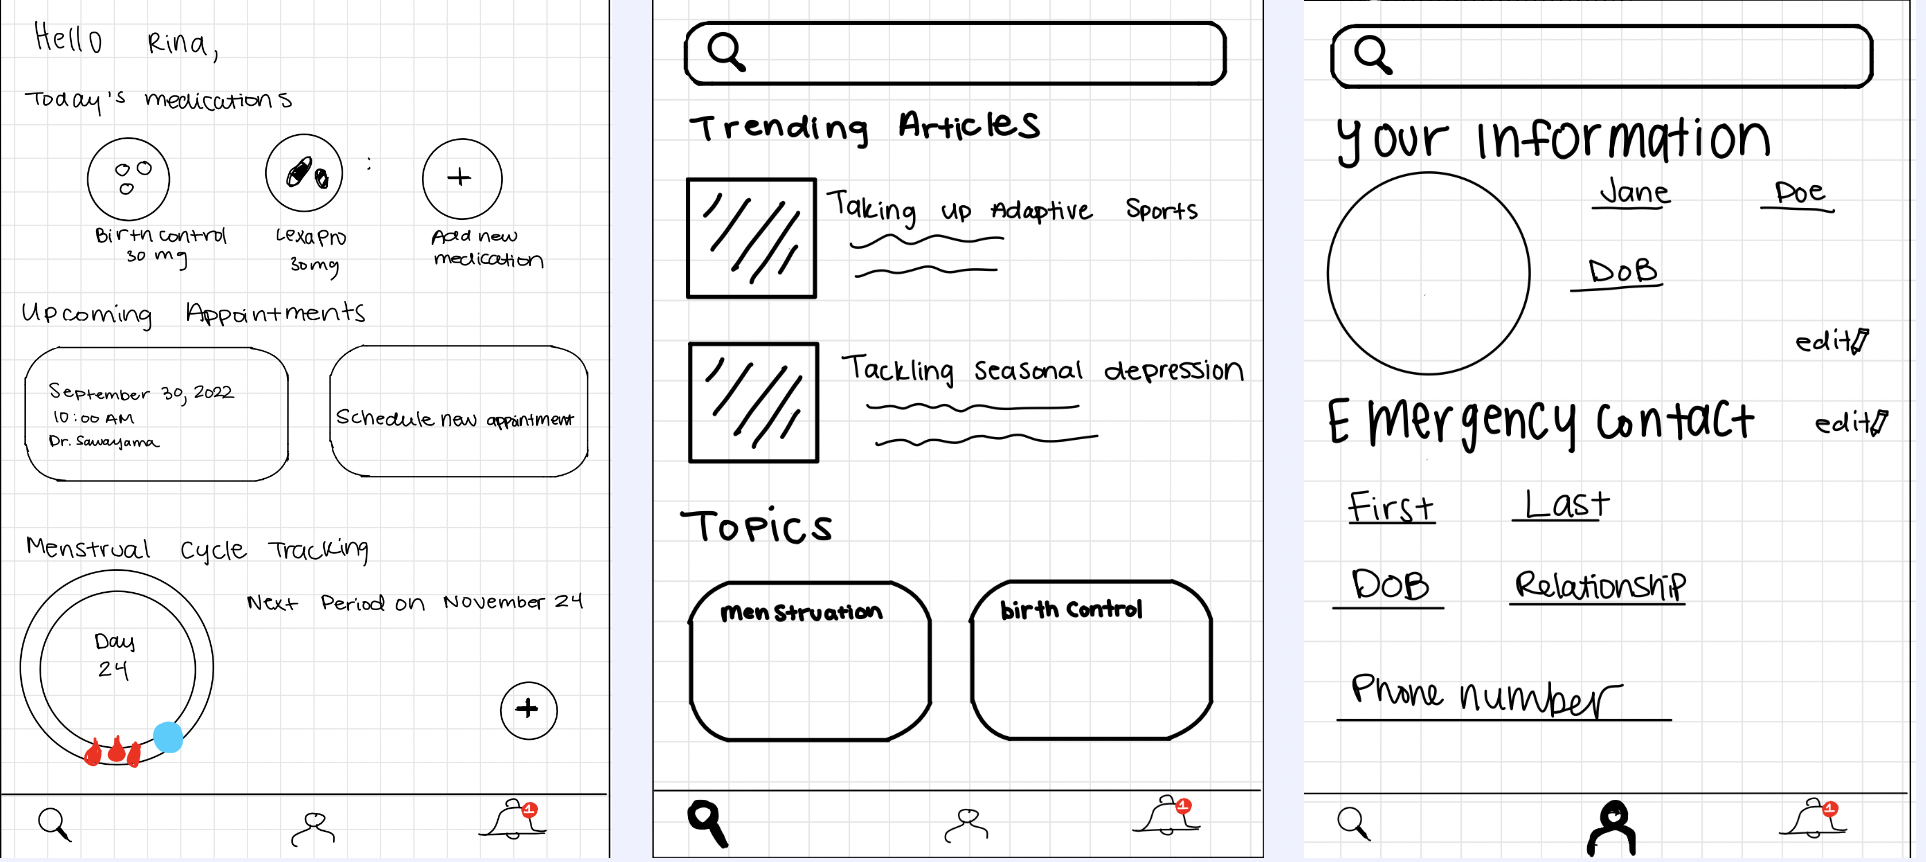 Hello Rina,
Today's medications
Birth control
30 mg
Lexapro
30mg
Add new
medication
Upcoming Appointments
September 30, 2022
10:00 AM
Dr. Sawayama
Schedule new appointment
Menstrual Cycle Tracking
Next Period on November 24
Day
24
1
Trending Articles
Taking up Adaptive Sports
Tackling seasonal depression
Topics
menstruation
birth control
1
Your Information
Jane Doe
DoB
edit
Emergency contact
edit
First Last
DOB Relationship
Phone number
1